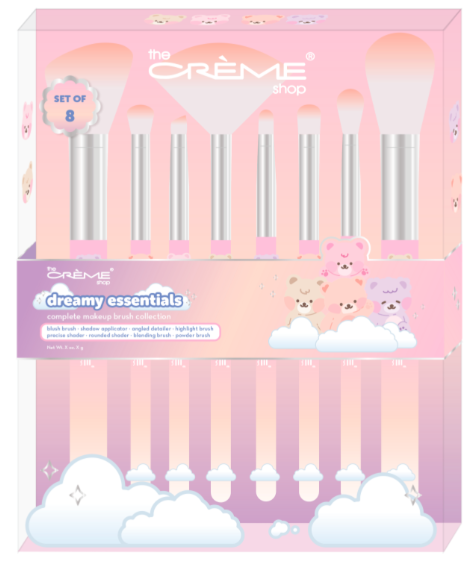 the
CRÈME®
shop
SET OF
8
the
CRÈME®
shop
dreamy essentials
complete makeup brush collection
blush brush • shadow applicator • angled detailer • highlight brush
precise shader • rounded shader • blending brush • powder brush